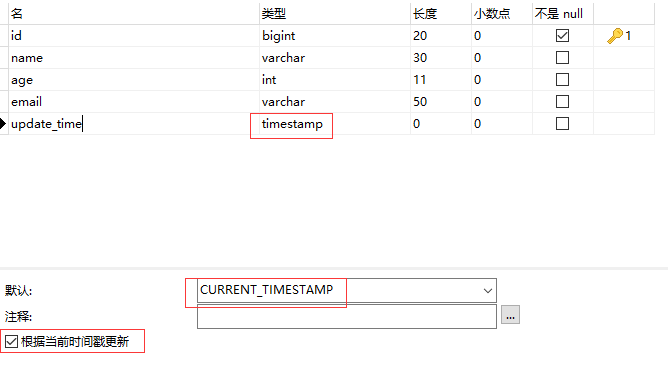 名 类型 长度 小数点 不是 null
id bigint 20 0 1
name varchar 30 0
age int 11 0
email varchar 50 0
update_time timestamp 0 0
默认: CURRENT_TIMESTAMP
注释: ...
根据当前时间戳更新